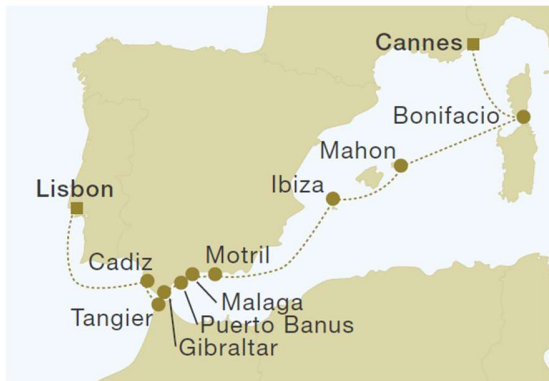 Cannes
Bonifacio
Mahon
Ibiza
Lisbon
Cadiz
Motril
Malaga
Tangier
Puerto Banus
Gibraltar